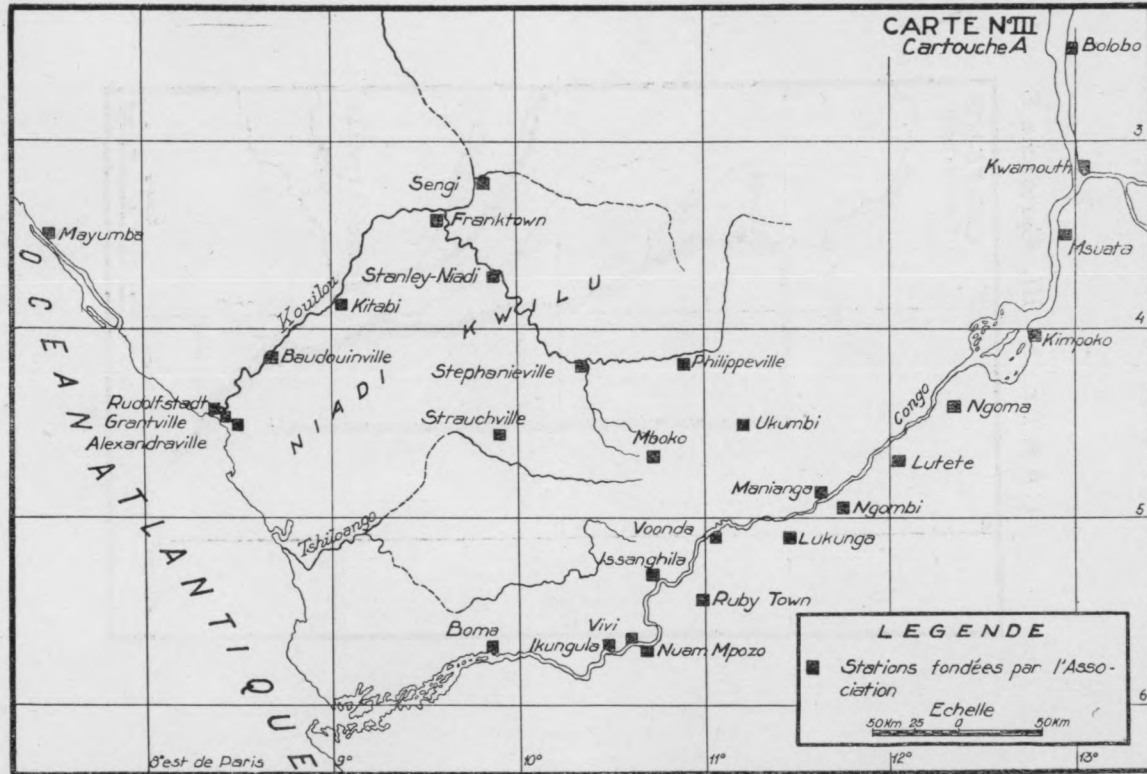 CARTE N°III
Cartouche A
Bolobo
3
Kwamouth
Sengi
Franktown
Mayumba
Msuata
Stanley-Niadi
Kouilou
Kitabi
KWILU
4
Kimpoko
Baudouinville
Stephanieville
Philippeville
NIADI
Congo
Ngoma
Rudolfstadt
Grantville
Alexandraville
Strauchville
Ukumbi
Mboko
Lutete
Manianga
Ngombi
5
Tshiloango
Voonda
Lukunga
Issanghila
Ruby Town
Boma
Vivi
Ikungula
Nuam Mpozo
OCEAN ATLANTIQUE
LEGENDE
Stations fondées par l'Asso-
ciation
Echelle
50Km 25 0 50Km
6
8°est de Paris 9° 10° 11° 12° 13°